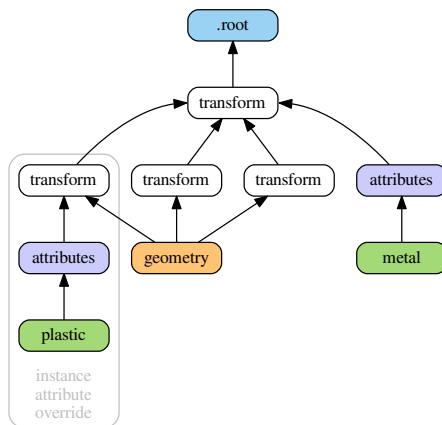 .root
transform
transform
transform
transform
attributes
attributes
geometry
metal
plastic
instance
attribute
override